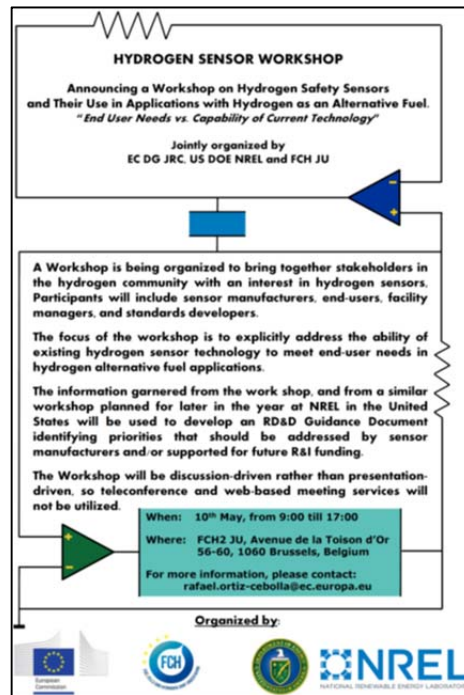 HYDROGEN SENSOR WORKSHOP
Announcing a Workshop on Hydrogen Safety Sensors
and Their Use in Applications with Hydrogen as an Alternative Fuel.
"End User Needs vs. Capability of Current Technology"
Jointly organized by
EC DG JRC, US DOE NREL and FCH JU
-
+
A Workshop is being organized to bring together stakeholders in
the hydrogen community with an interest in hydrogen sensors.
Participants will include sensor manufacturers, end-users, facility
managers, and standards developers.
The focus of the workshop is to explicitly address the ability of
existing hydrogen sensor technology to meet end-user needs in
hydrogen alternative fuel applications.
The information garnered from the work shop, and from a similar
workshop planned for later in the year at NREL in the United
States will be used to develop an RD&D Guidance Document
identifying priorities that should be addressed by sensor
manufacturers and/or supported for future R&I funding.
The Workshop will be discussion-driven rather than presentation-
driven, so teleconference and web-based meeting services will
not be utilized.
+
-
When: 10th May, from 9:00 till 17:00
Where: FCH2 JU, Avenue de la Toison d'Or
56-60, 1060 Brussels, Belgium
For more information, please contact:
rafael.ortiz-cebolla@ec.europa.eu
Organized by:
European
Commission
FCH
NREL
NATIONAL RENEWABLE ENERGY LABORATORY